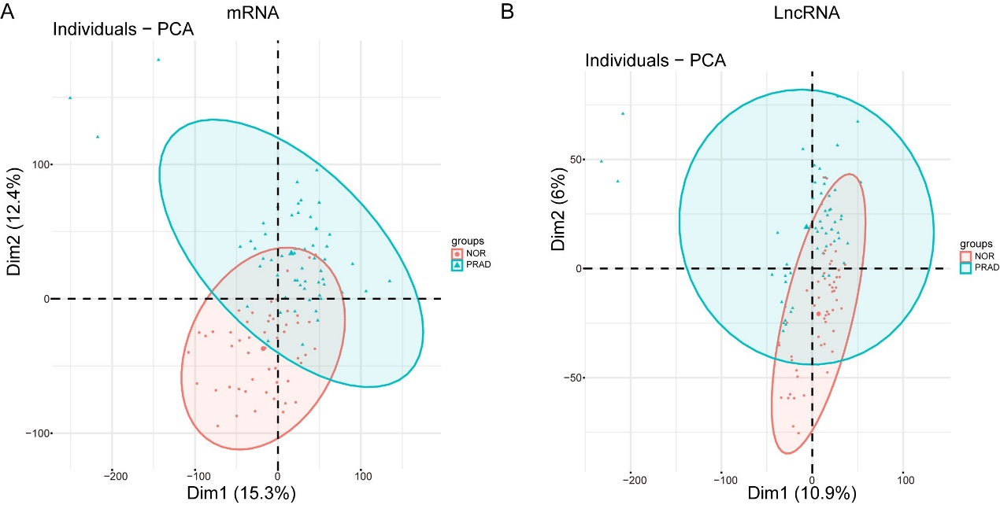 A
mRNA
Individuals − PCA
Dim2 (12.4%)
100
0
−100
−200
−100
0
100
Dim1 (15.3%)
groups
NOR
PRAD
B
LncRNA
Individuals − PCA
Dim2 (6%)
50
0
−50
−200
−100
0
100
Dim1 (10.9%)
groups
NOR
PRAD